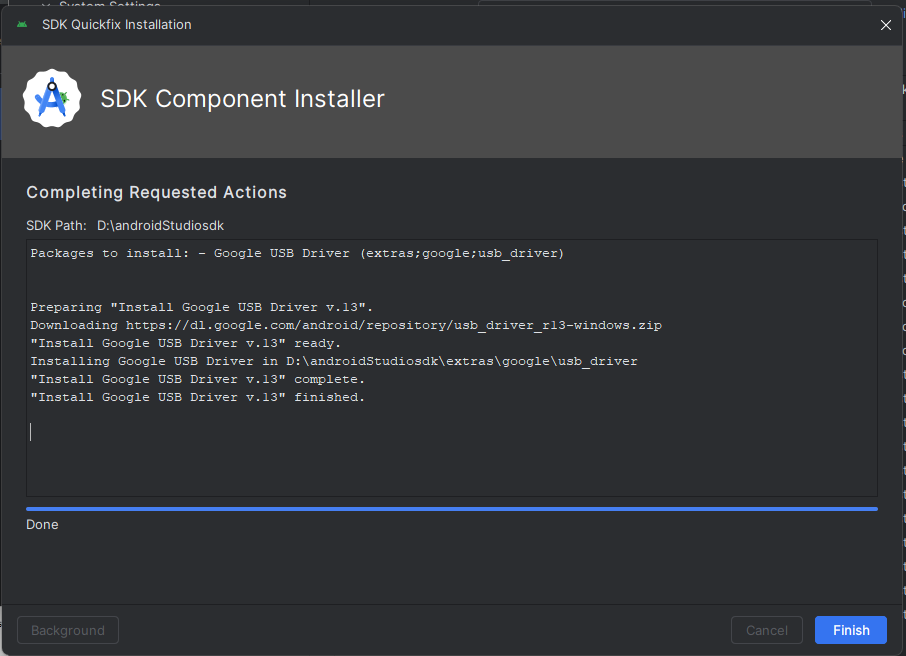 System Settings
SDK Quickfix Installation
SDK Component Installer
Completing Requested Actions
SDK Path: D:\androidStudiosdk
Packages to install: - Google USB Driver (extras;google;usb_driver)
Preparing "Install Google USB Driver v.13".
Downloading https://dl.google.com/android/repository/usb_driver_r13-windows.zip
"Install Google USB Driver v.13" ready.
Installing Google USB Driver in D:\androidStudiosdk\extras\google\usb_driver
"Install Google USB Driver v.13" complete.
"Install Google USB Driver v.13" finished.
Done
Background
Cancel
Finish